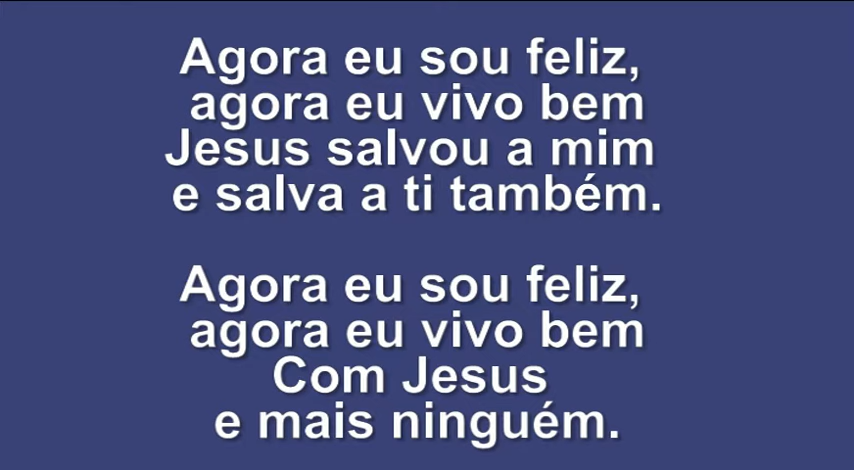 Agora eu sou feliz,
agora eu vivo bem
Jesus salvou a mim
e salva a ti também.
Agora eu sou feliz,
agora eu vivo bem
Com Jesus
e mais ninguém.